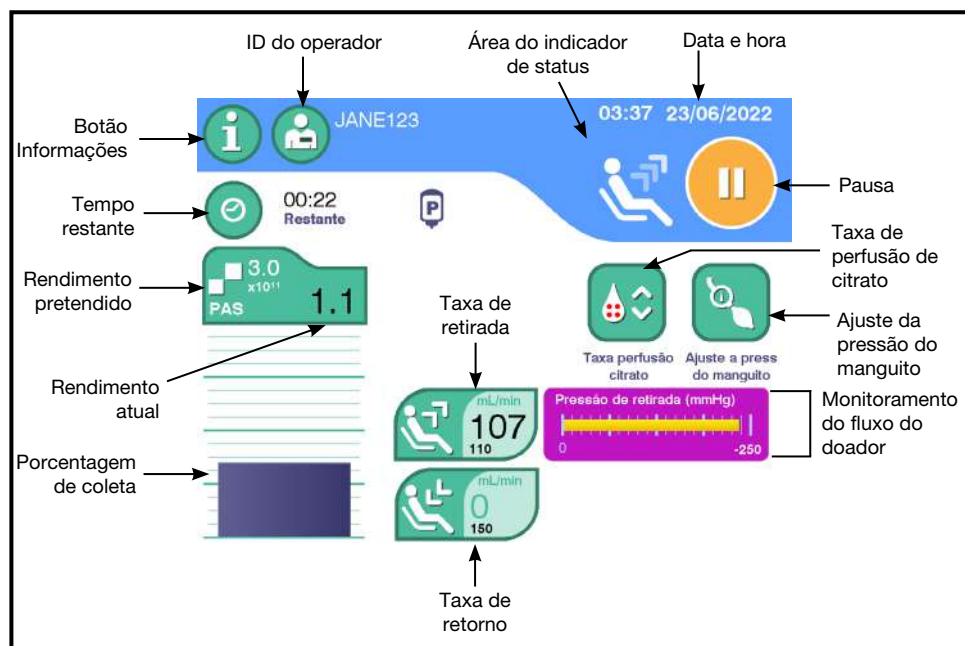 ID do operador
Área do indicador
de status
Data e hora
Botão
Informações
JANE123
03:37 23/06/2022
Pausa
Tempo
restante
00:22
Restante
P
Taxa de
perfusão de
citrato
Rendimento
pretendido
3.0
x10¹¹
PAS
1.1
Taxa de
retirada
Ajuste da
pressão do
manguito
Taxa perfusão
citrato
Ajuste a press
do manguito
Rendimento
atual
mL/min
107
110
Pressão de retirada (mmHg)
0
-250
Monitoramento
do fluxo do
doador
Porcentagem
de coleta
mL/min
0
150
Taxa de
retorno